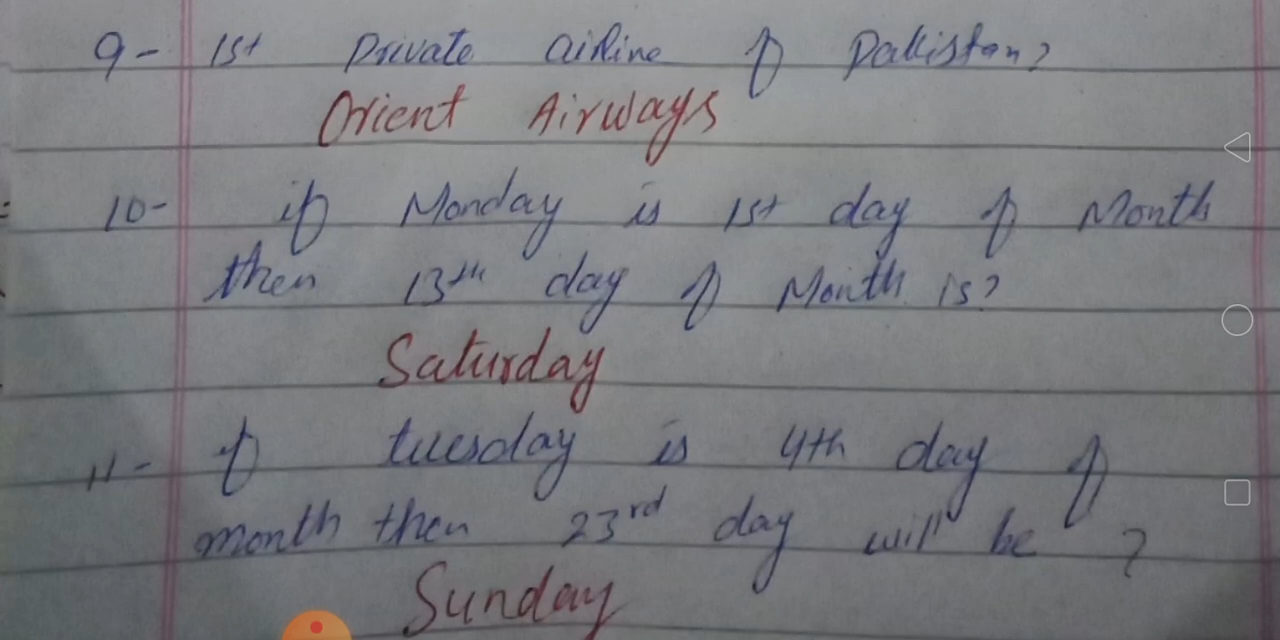 9- 1st Private airline of Pakistan?
Orient Airways
10- if Monday is 1st day of Month
then 13th day of Month is?
Saturday
11- if tuesday is 4th day of
month then 23rd day will be ?
Sunday